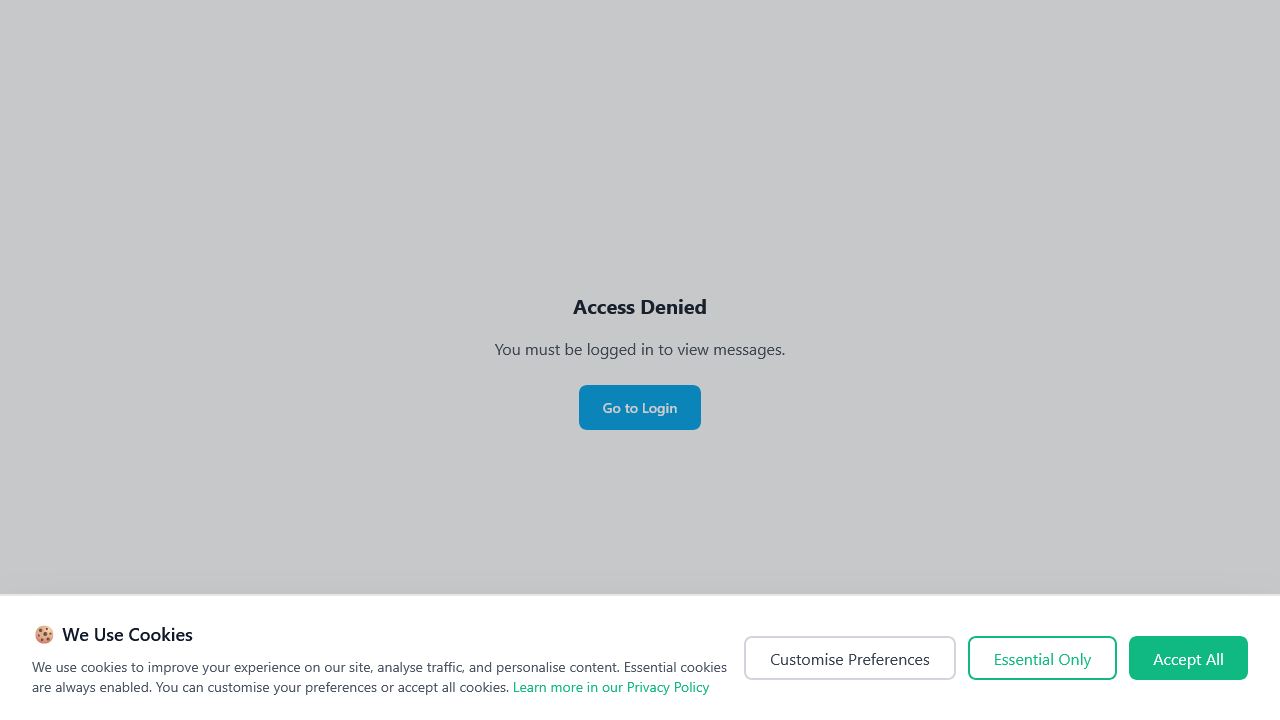 Access Denied
You must be logged in to view messages.
Go to Login
🍪 We Use Cookies
We use cookies to improve your experience on our site, analyse traffic, and personalise content. Essential cookies
are always enabled. You can customise your preferences or accept all cookies. Learn more in our Privacy Policy
Customise Preferences
Essential Only
Accept All